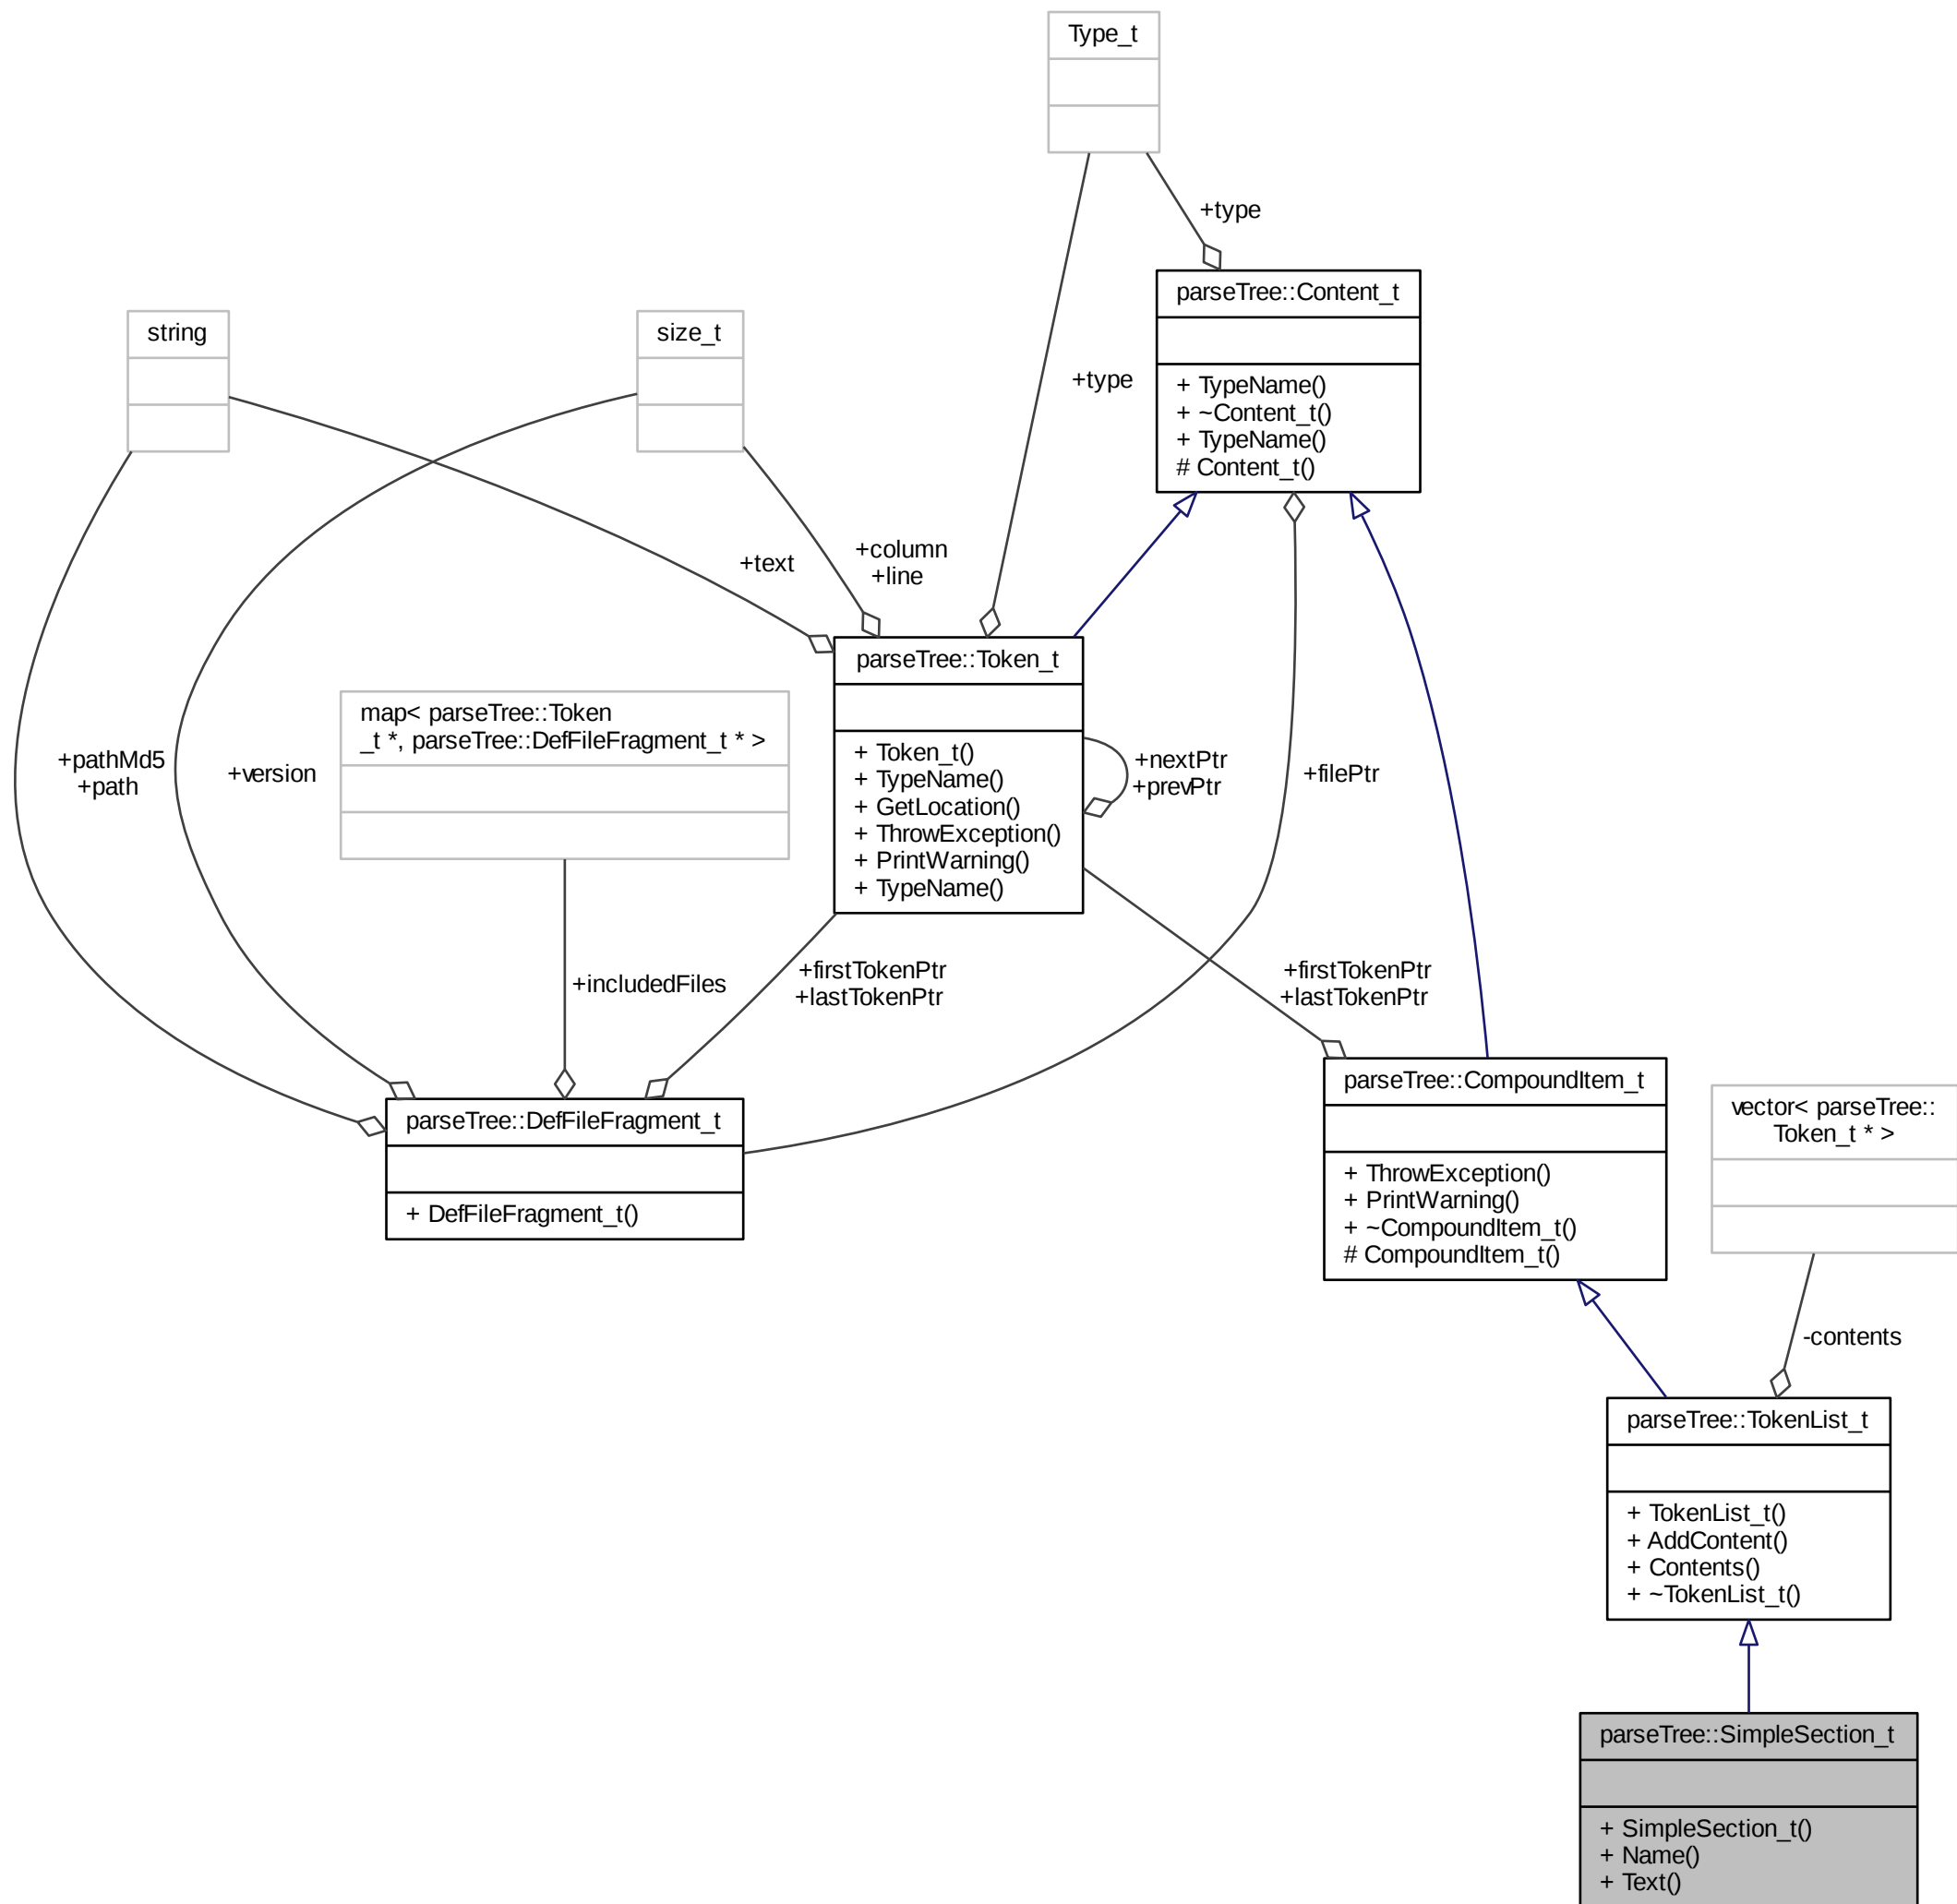 Type_t
+type
parseTree::Content_t
+ TypeName()
+ ~Content_t()
+ TypeName()
# Content_t()
string
size_t
+type
+text
+column
+line
parseTree::Token_t
+ Token_t()
+ TypeName()
+ GetLocation()
+ ThrowException()
+ PrintWarning()
+ TypeName()
map< parseTree::Token
_t *, parseTree::DefFileFragment_t * >
+pathMd5
+path
+version
+nextPtr
+prevPtr
+filePtr
+includedFiles
+firstTokenPtr
+lastTokenPtr
+firstTokenPtr
+lastTokenPtr
parseTree::DefFileFragment_t
+ DefFileFragment_t()
parseTree::CompoundItem_t
+ ThrowException()
+ PrintWarning()
+ ~CompoundItem_t()
# CompoundItem_t()
vector< parseTree::
Token_t * >
-contents
parseTree::TokenList_t
+ TokenList_t()
+ AddContent()
+ Contents()
+ ~TokenList_t()
parseTree::SimpleSection_t
+ SimpleSection_t()
+ Name()
+ Text()